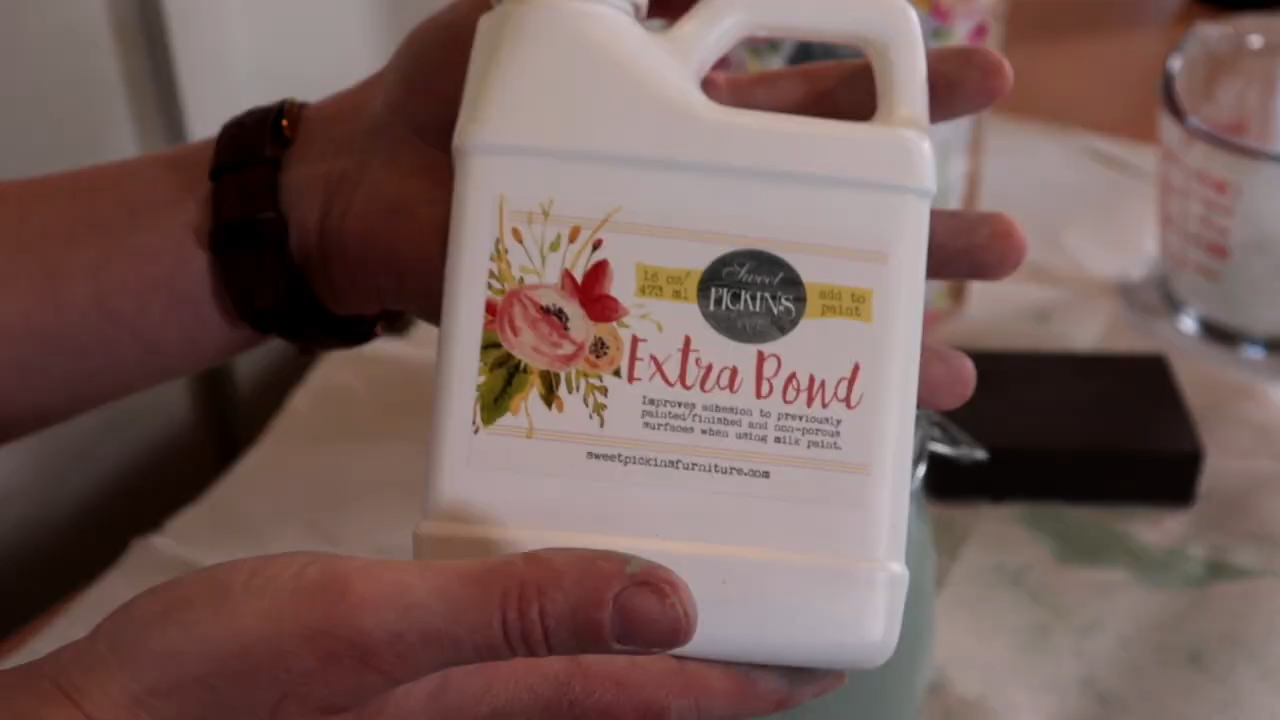 16 oz/
473 ml
Sweet
PICKINS
add to
paint
Extra Bond
Improves adhesion to previously
painted/finished and non-porous
surfaces when using milk paint.
sweetpickinsfurniture.com